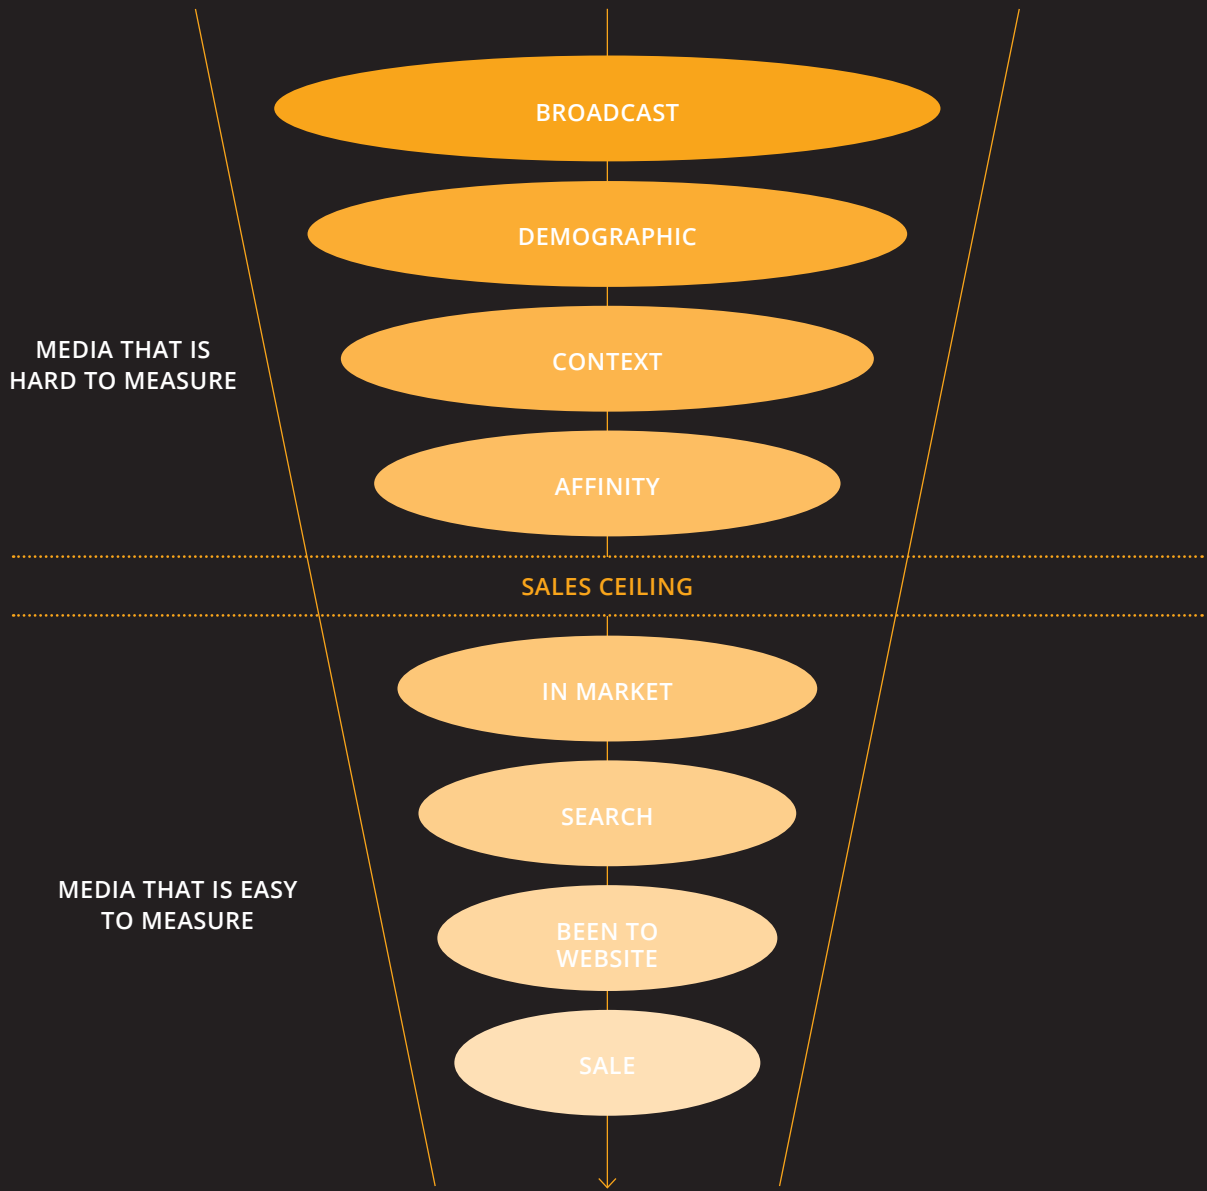 BROADCAST
DEMOGRAPHIC
CONTEXT
MEDIA THAT IS
HARD TO MEASURE
AFFINITY
SALES CEILING
IN MARKET
SEARCH
MEDIA THAT IS EASY
TO MEASURE
BEEN TO
WEBSITE
SALE